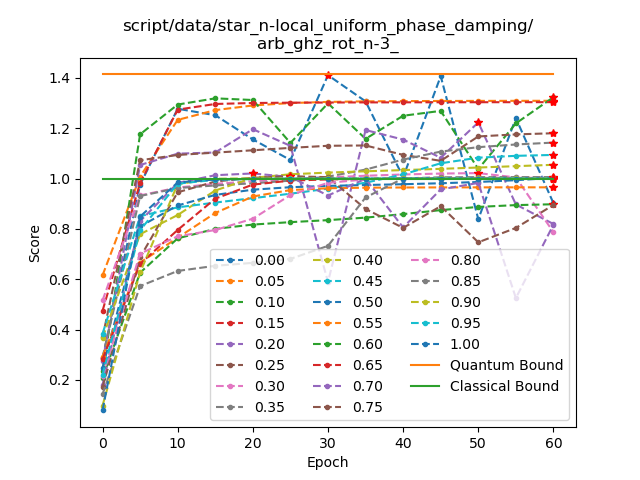 script/data/star_n-local_uniform_phase_damping/
arb_ghz_rot_n-3_
Score
1.4
1.2
1.0
0.8
0.6
0.4
0.2
0.00 0.40 0.80
0.05 0.45 0.85
0.10 0.50 0.90
0.15 0.55 0.95
0.20 0.60 1.00
0.25 0.65 Quantum Bound
0.30 0.70 Classical Bound
0.35 0.75
0 10 20 30 40 50 60
Epoch